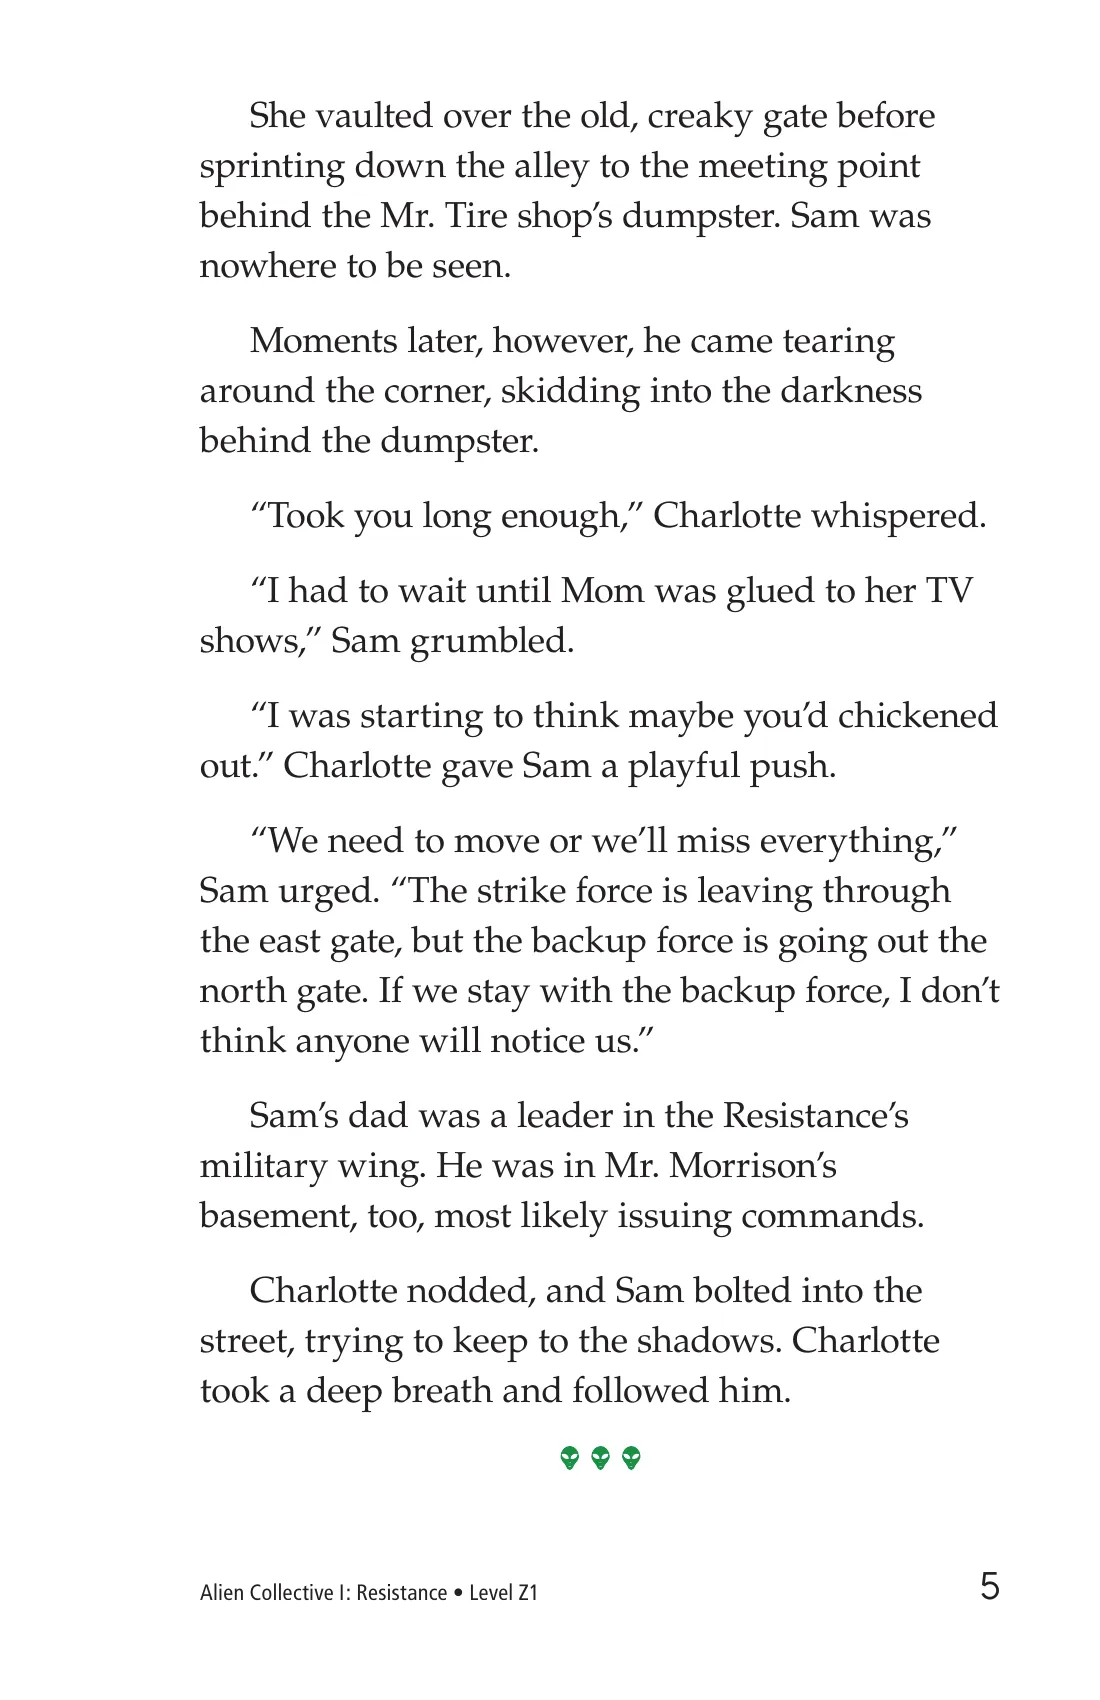 She vaulted over the old, creaky gate before
sprinting down the alley to the meeting point
behind the Mr. Tire shop’s dumpster. Sam was
nowhere to be seen.
Moments later, however, he came tearing
around the corner, skidding into the darkness
behind the dumpster.
“Took you long enough,” Charlotte whispered.
“I had to wait until Mom was glued to her TV
shows,” Sam grumbled.
“I was starting to think maybe you’d chickened
out.” Charlotte gave Sam a playful push.
“We need to move or we’ll miss everything,”
Sam urged. “The strike force is leaving through
the east gate, but the backup force is going out the
north gate. If we stay with the backup force, I don’t
think anyone will notice us.”
Sam’s dad was a leader in the Resistance’s
military wing. He was in Mr. Morrison’s
basement, too, most likely issuing commands.
Charlotte nodded, and Sam bolted into the
street, trying to keep to the shadows. Charlotte
took a deep breath and followed him.
Alien Collective I: Resistance • Level Z1
5